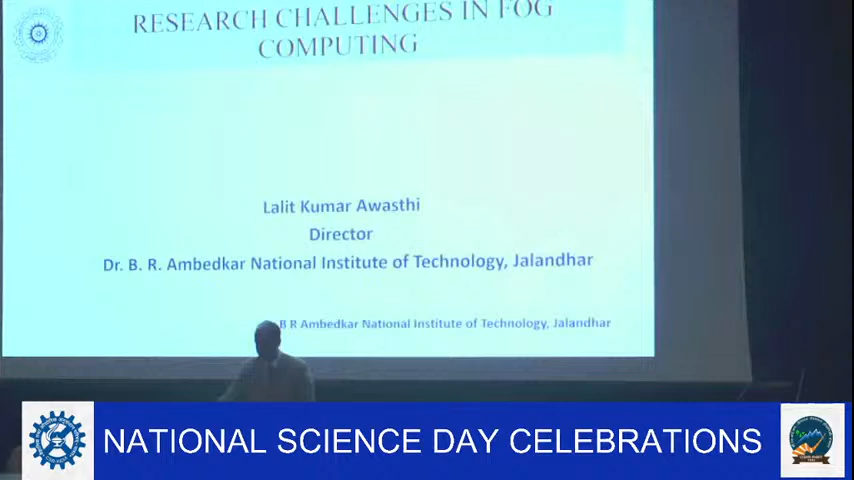 RESEARCH CHALLENGES IN FOG
COMPUTING
Lalit Kumar Awasthi
Director
Dr. B. R. Ambedkar National Institute of Technology, Jalandhar
B R Ambedkar National Institute of Technology, Jalandhar
NATIONAL SCIENCE DAY CELEBRATIONS